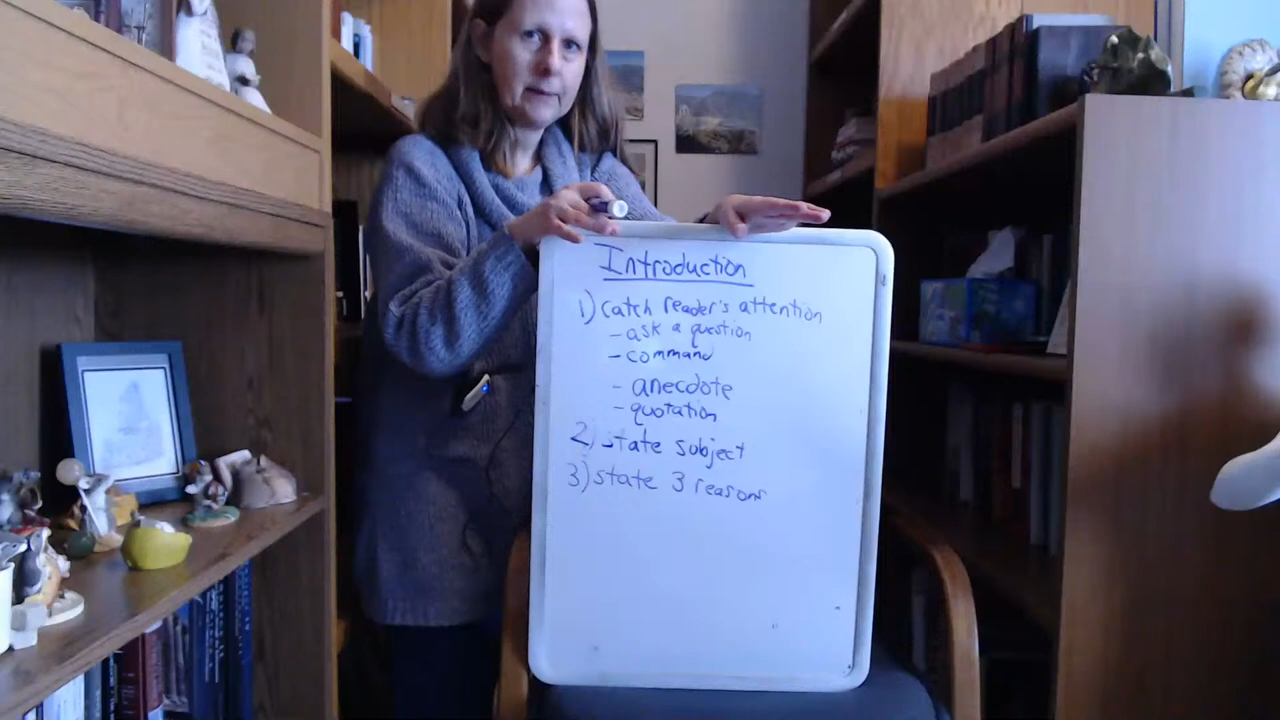 Introduction
1) catch reader's attention
- ask a question
- command
- anecdote
- quotation
2) state subject
3) state 3 reasons